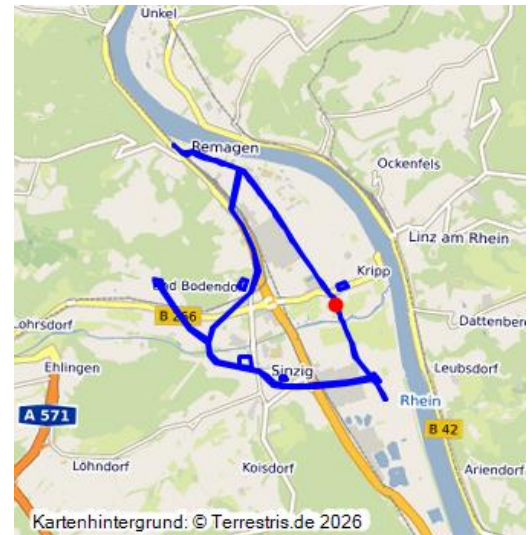 Unkel
Remagen
Ockenfels
Linz am Rhein
Kripp
Bad Bodendorf
B 266
Lohrsdorf
Dattenberg
Ehlingen
Sinzig
Leubsdorf
Rhein
A 571
B 42
Löhndorf
Koisdorf
Ariendorf
Kartenhintergrund: © Terrestris.de 2026